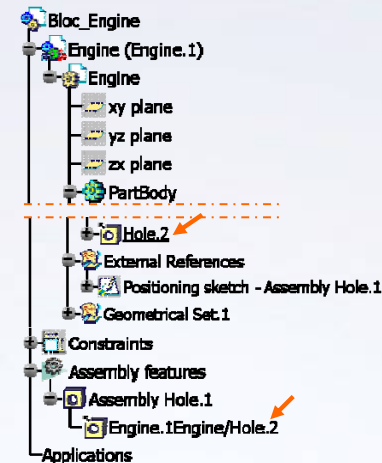 Bloc_Engine
Engine (Engine.1)
Engine
xy plane
yz plane
zx plane
PartBody
Hole.2
External References
Positioning sketch - Assembly Hole.1
Geometrical Set.1
Constraints
Assembly features
Assembly Hole.1
Engine.1Engine/Hole.2
Applications